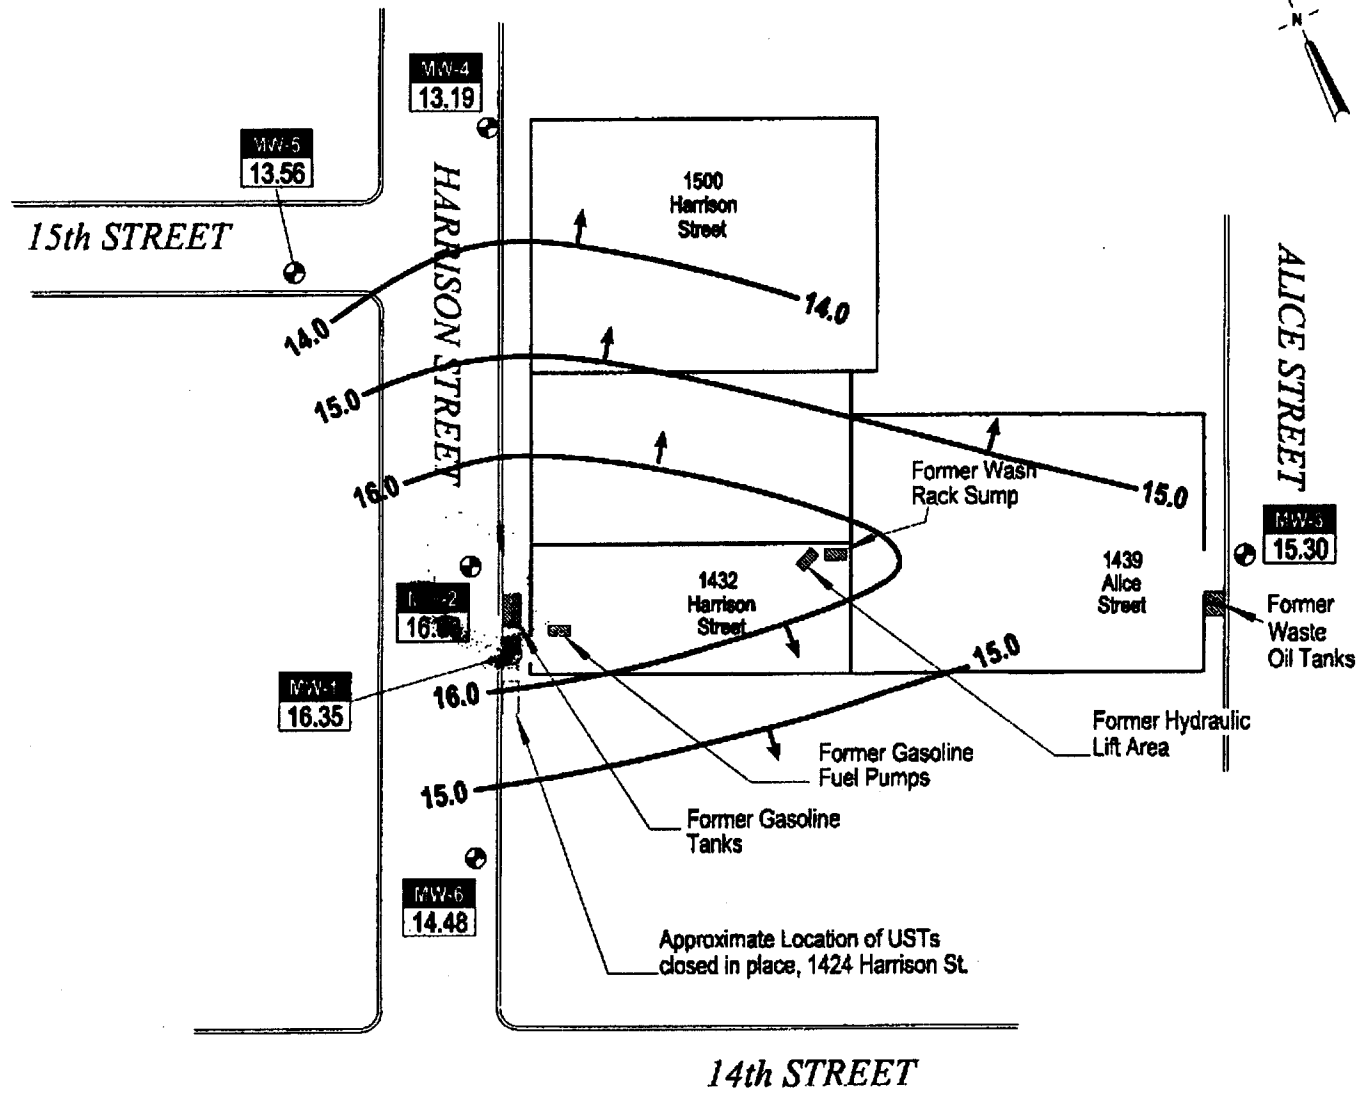 N
MW-4
13.19
MW-5
13.56
15th STREET
HARRISON STREET
1500
Harrison
Street
ALICE STREET
14.0
14.0
15.0
15.0
16.0
Former Wash
Rack Sump
MW-3
15.30
1432
Harrison
Street
1439
Alice
Street
Former
Waste
Oil Tanks
MW-1
16.35
16.0
15.0
Former Hydraulic
Lift Area
15.0
Former Gasoline
Fuel Pumps
Former Gasoline
Tanks
MW-6
14.48
Approximate Location of USTs
closed in place, 1424 Harrison St.
14th STREET